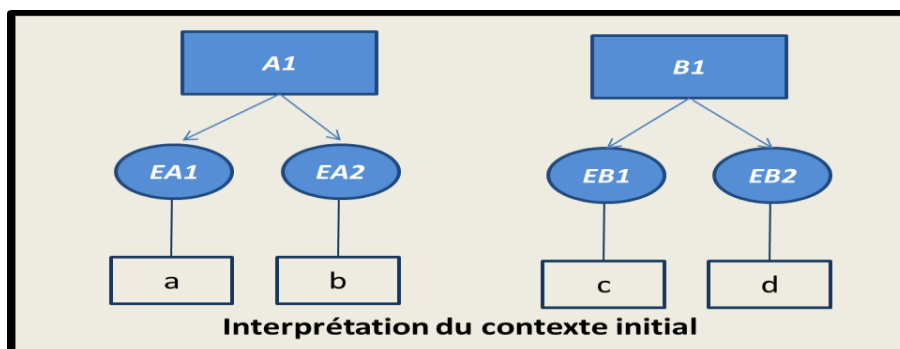 A1 B1
EA1 EA2 EB1 EB2
a b c d
Interprétation du contexte initial